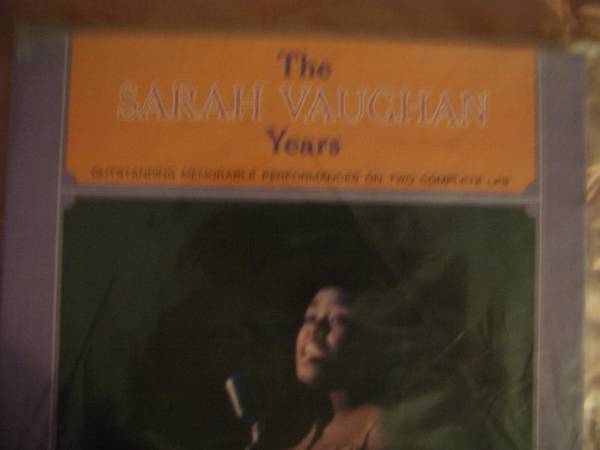 The
SARAH VAUGHAN
Years
OUTSTANDING MEMORABLE PERFORMANCES ON TWO COMPLETE LPS